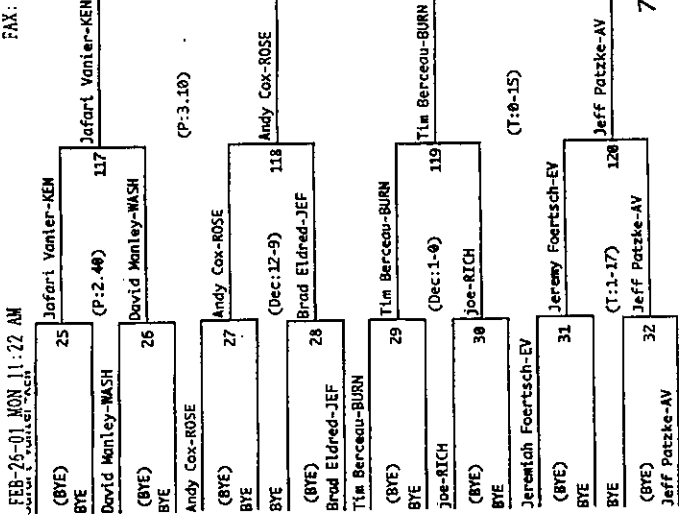 FEB-26-01 MON 11:22 AM
FAX:
(BYE)
BYE
David Manley-WASH
Andy Cox-ROSE
(BYE)
BYE
(BYE)
Brad Eldred-JEF
Tim Berceau-BURN
(BYE)
BYE
joe-RICH
(BYE)
BYE
Jeremiah Foertsch-EV
(BYE)
BYE
BYE
(BYE)
Jeff Patzke-AV
25
26
27
28
29
30
31
32
Jafari Vanier-KEN
(P:2.40)
David Manley-WASH
Andy Cox-ROSE
(Dec:12-9)
Brad Eldred-JEF
Tim Berceau-BURN
(Dec:1-0)
joe-RICH
Jeremy Foertsch-EV
(T:1-17)
Jeff Patzke-AV
117
118
119
120
Jafari Vanier-KEN
(P:3.10)
Andy Cox-ROSE
Tim Berceau-BURN
(T:0-15)
Jeff Patzke-AV
7